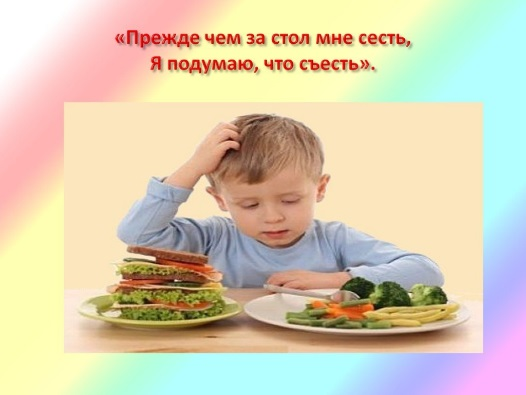 «Прежде чем за стол мне сесть,
Я подумаю, что съесть».